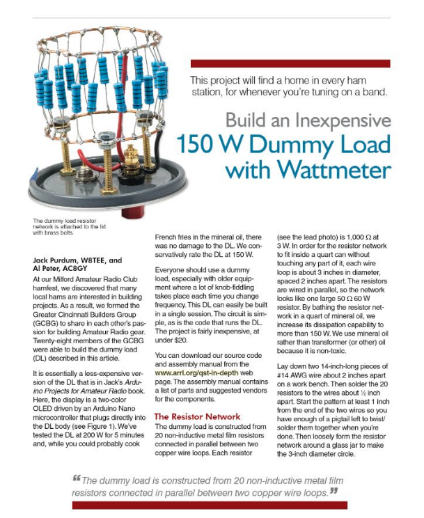 This project will find a home in every ham
station, for whenever you're tuning on a band.
Build an Inexpensive
150 W Dummy Load
with Wattmeter
The dummy load resistor
network is attached to the lid
with brass bolts.
Jack Purdum, W8TEE, and
Al Peter, AC8GY
At our Milford Amateur Radio Club
hamfest, we discovered that many
local hams are interested in building
projects. As a result, we formed the
Greater Cincinnati Builders Group
(GCBG) to share in each other's pas-
sion for building Amateur Radio gear.
Twenty-eight members of the GCBG
were able to build the dummy load
(DL) described in this article.
It is essentially a less-expensive ver-
sion of the DL that is in Jack's Ardu-
ino Projects for Amateur Radio book.
Here, the display is a two-color
OLED driven by an Arduino Nano
microcontroller that plugs directly into
the DL body (see Figure 1). We've
tested the DL at 200 W for 5 minutes
and, while you could probably cook
French fries in the mineral oil, there
was no damage to the DL. We con-
servatively rate the DL at 150 W.
Everyone should use a dummy
load, especially with older equip-
ment where a lot of knob-fiddling
takes place each time you change
frequency. This DL can easily be built
in a single session. The circuit is sim-
ple, as is the code that runs the DL.
The project is fairly inexpensive, at
under $20.
You can download our source code
and assembly manual from the
www.arrl.org/qst-in-depth web
page. The assembly manual contains
a list of parts and suggested vendors
for the components.
The Resistor Network
The dummy load is constructed from
20 non-inductive metal film resistors
connected in parallel between two
copper wire loops. Each resistor
(see the lead photo) is 1,000 Ω at
3 W. In order for the resistor network
to fit inside a quart can without
touching any part of it, each wire
loop is about 3 inches in diameter,
spaced 2 inches apart. The resistors
are wired in parallel, so the network
looks like one large 50 Ω 60 W
resistor. By bathing the resistor net-
work in a quart of mineral oil, we
increase its dissipation capability to
more than 150 W. We use mineral oil
rather than transformer (or other) oil
because it is non-toxic.
Lay down two 14-inch-long pieces of
#14 AWG wire about 2 inches apart
on a work bench. Then solder the 20
resistors to the wires about ½ inch
apart. Start the pattern at least 1 inch
from the end of the two wires so you
have enough of a pigtail left to twist/
solder them together when you're
done. Then loosely form the resistor
network around a glass jar to make
the 3-inch diameter circle.
“The dummy load is constructed from 20 non-inductive metal film
resistors connected in parallel between two copper wire loops.”